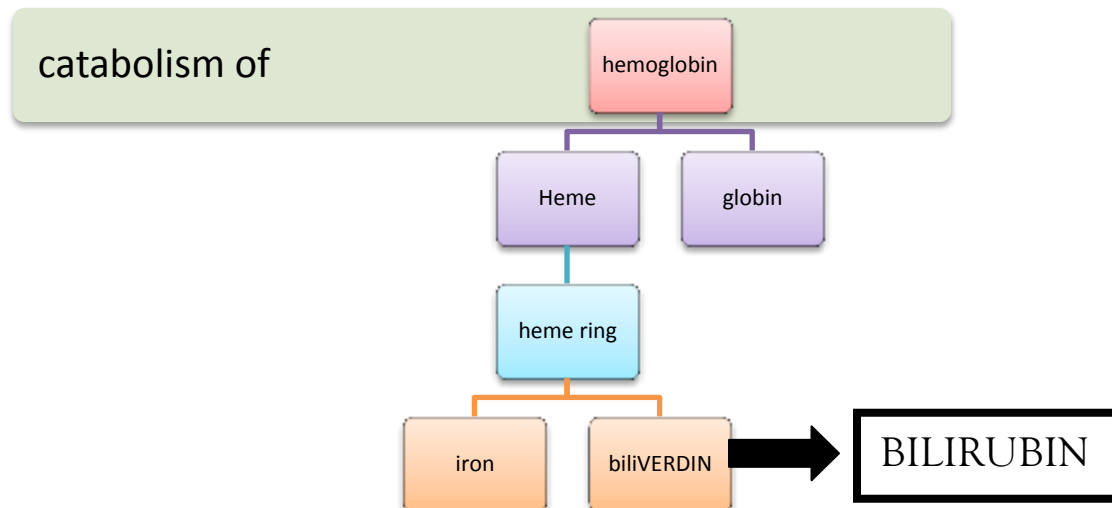 catabolism of
hemoglobin
Heme
globin
heme ring
iron
biliVERDIN
BILIRUBIN